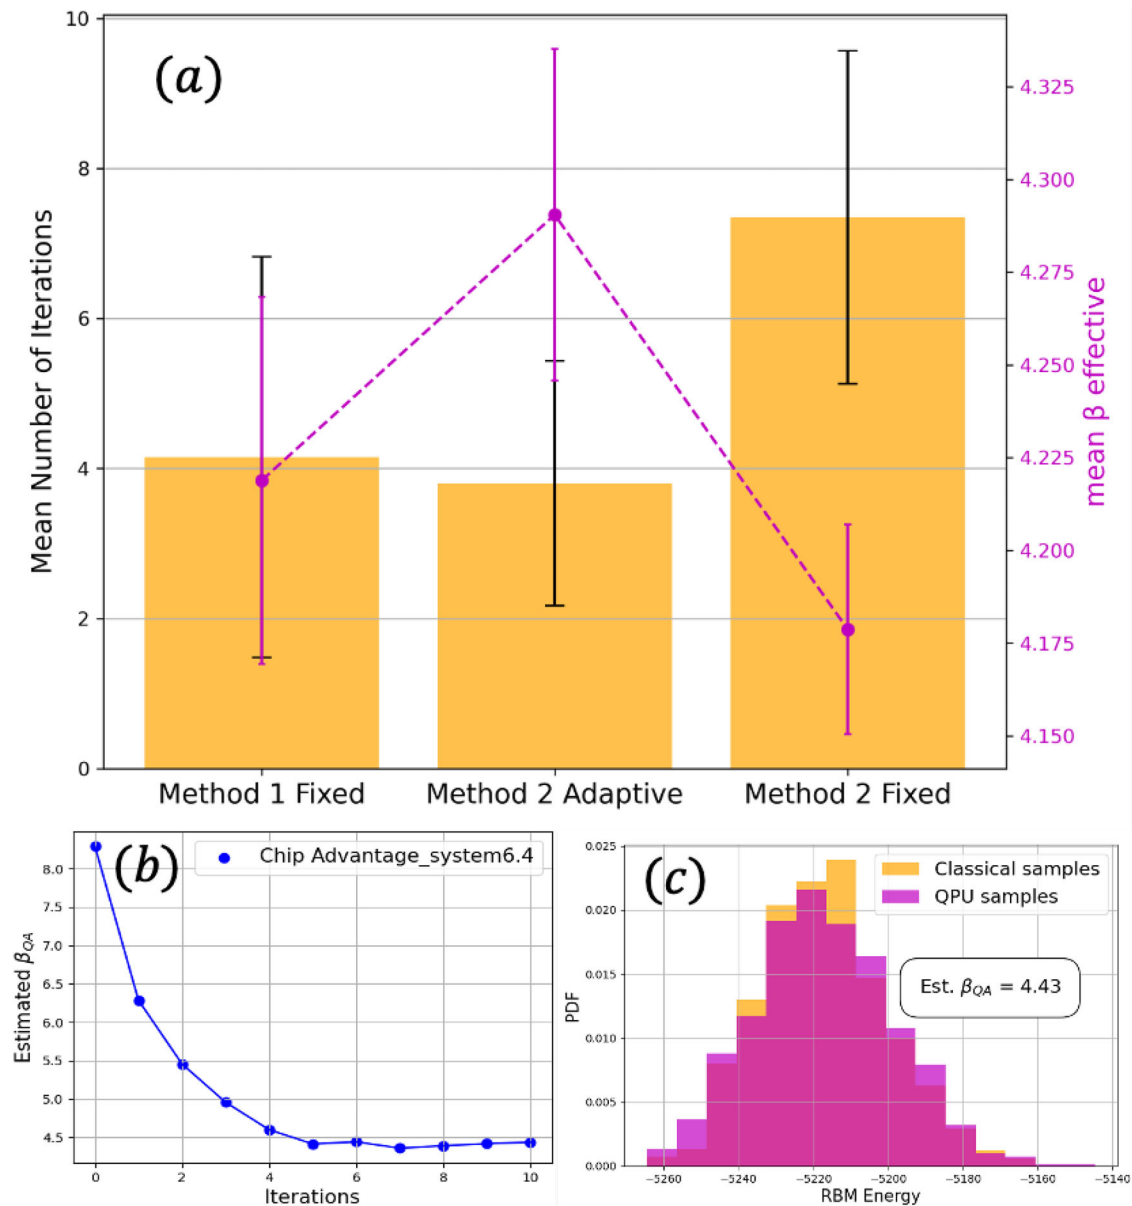 (a)
10
8
6
4
2
0
Mean Number of Iterations
4.325
4.300
4.275
4.250
4.225
4.200
4.175
4.150
mean β effective
Method 1 Fixed
Method 2 Adaptive
Method 2 Fixed
(b)
Chip Advantage_system6.4
8.0
7.5
7.0
6.5
6.0
5.5
5.0
4.5
Estimated β_QA
0
2
4
6
8
10
Iterations
(c)
Classical samples
QPU samples
Est. β_QA = 4.43
0.025
0.020
0.015
0.010
0.005
0.000
PDF
−5260
−5240
−5220
−5200
−5180
−5160
−5140
RBM Energy